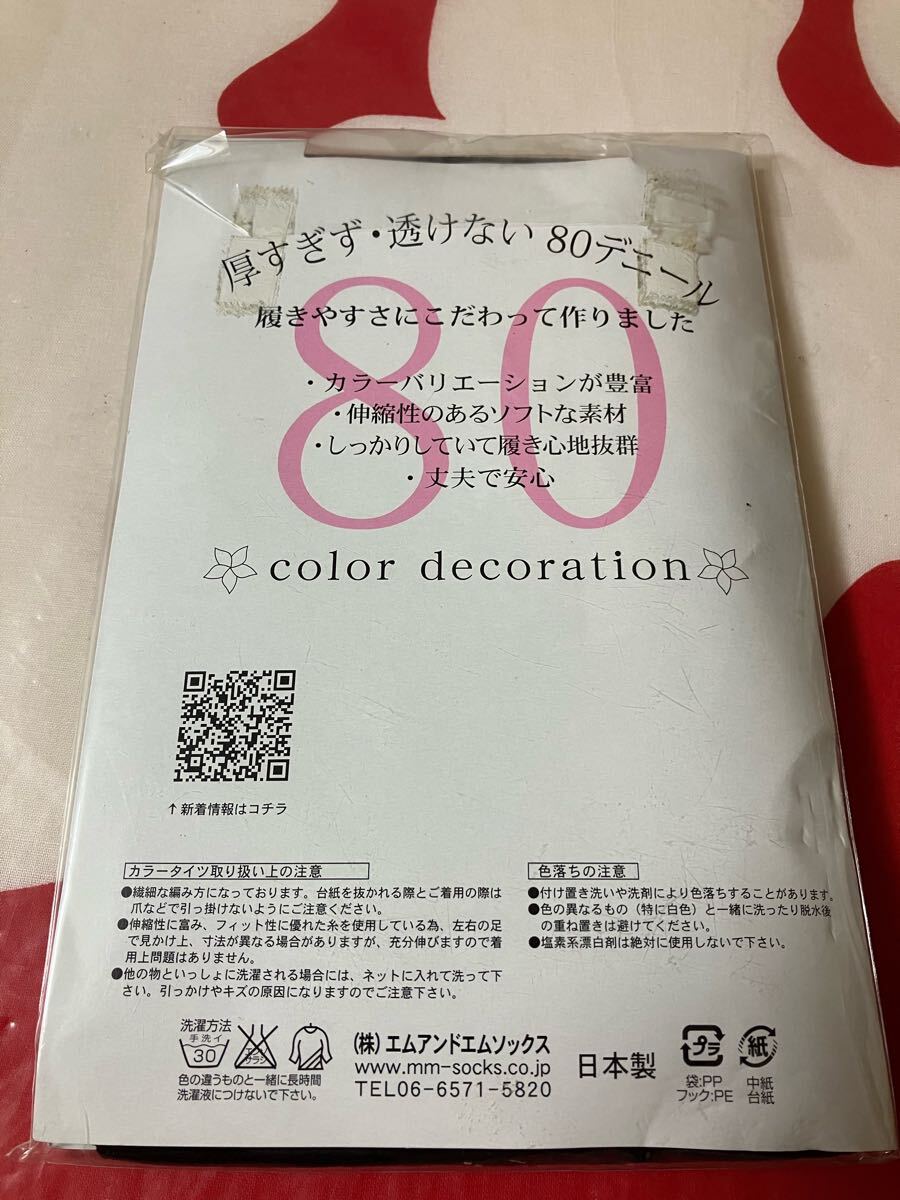 厚すぎず・透けない 80デニール
履きやすさにこだわって作りました
80
・カラーバリエーションが豊富
・伸縮性のあるソフトな素材
・しっかりしていて履き心地抜群
・丈夫で安心
color decoration
↑新着情報はコチラ
カラータイツ取り扱い上の注意
●繊細な編み方になっております。台紙を抜かれる際とご着用の際は
爪などで引っ掛けないようにご注意ください。
●伸縮性に富み、フィット性に優れた糸を使用している為、左右の足
で見かけ上、寸法が異なる場合がありますが、充分伸びますので着
用上問題はありません。
●他の物といっしょに洗濯される場合には、ネットに入れて洗って下
さい。引っかけやキズの原因になりますのでご注意下さい。
色落ちの注意
●付け置き洗いや洗剤により色落ちすることがあります。
●色の異なるもの（特に白色）と一緒に洗ったり脱水後
の重ね置きは避けてください。
●塩素系漂白剤は絶対に使用しないで下さい。
洗濯方法
手洗イ
30
エンソ
サラシ
色の違うものと一緒に長時間
洗濯液につけないで下さい。
(株) エムアンドエムソックス
www.mm-socks.co.jp
TEL06-6571-5820
日本製
プラ
袋:PP
フック:PE
紙
中紙
台紙